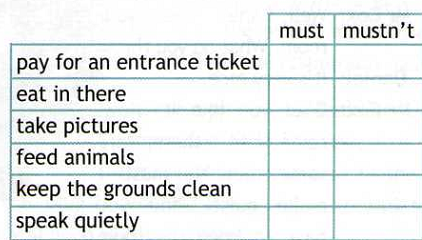 must mustn't
pay for an entrance ticket
eat in there
take pictures
feed animals
keep the grounds clean
speak quietly